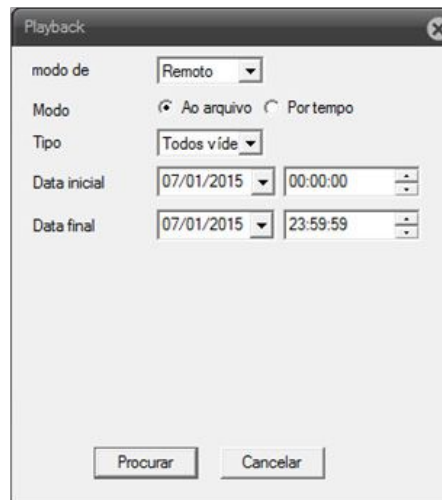 Playback
modo de Remoto
Modo Ao arquivo Por tempo
Tipo Todos víde
Data inicial 07/01/2015 00:00:00
Data final 07/01/2015 23:59:59
Procurar Cancelar